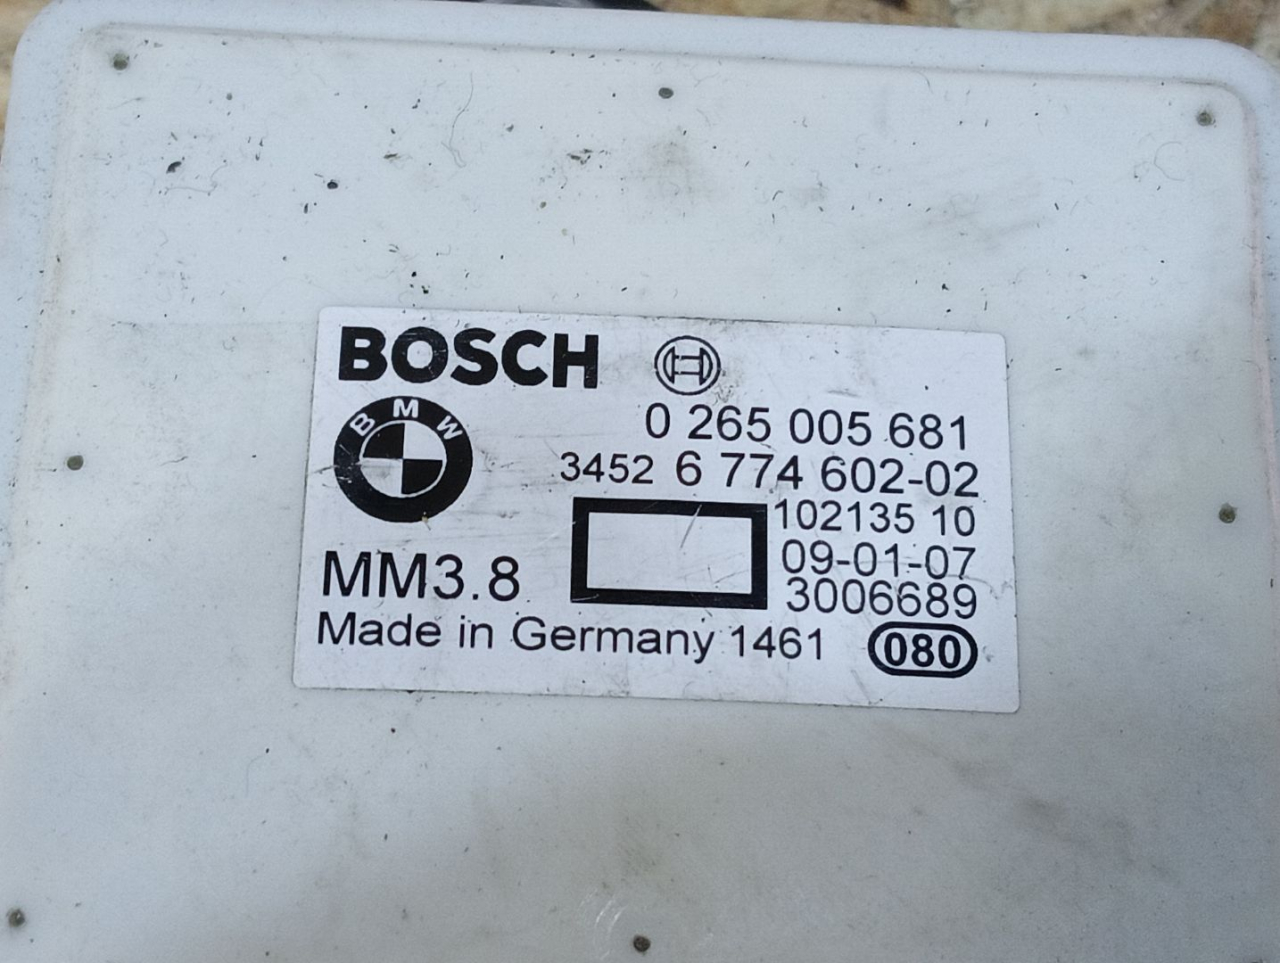 BOSCH
BMW
0 265 005 681
3452 6 774 602-02
102135 10
09-01-07
MM3.8
3006689
Made in Germany 1461
080